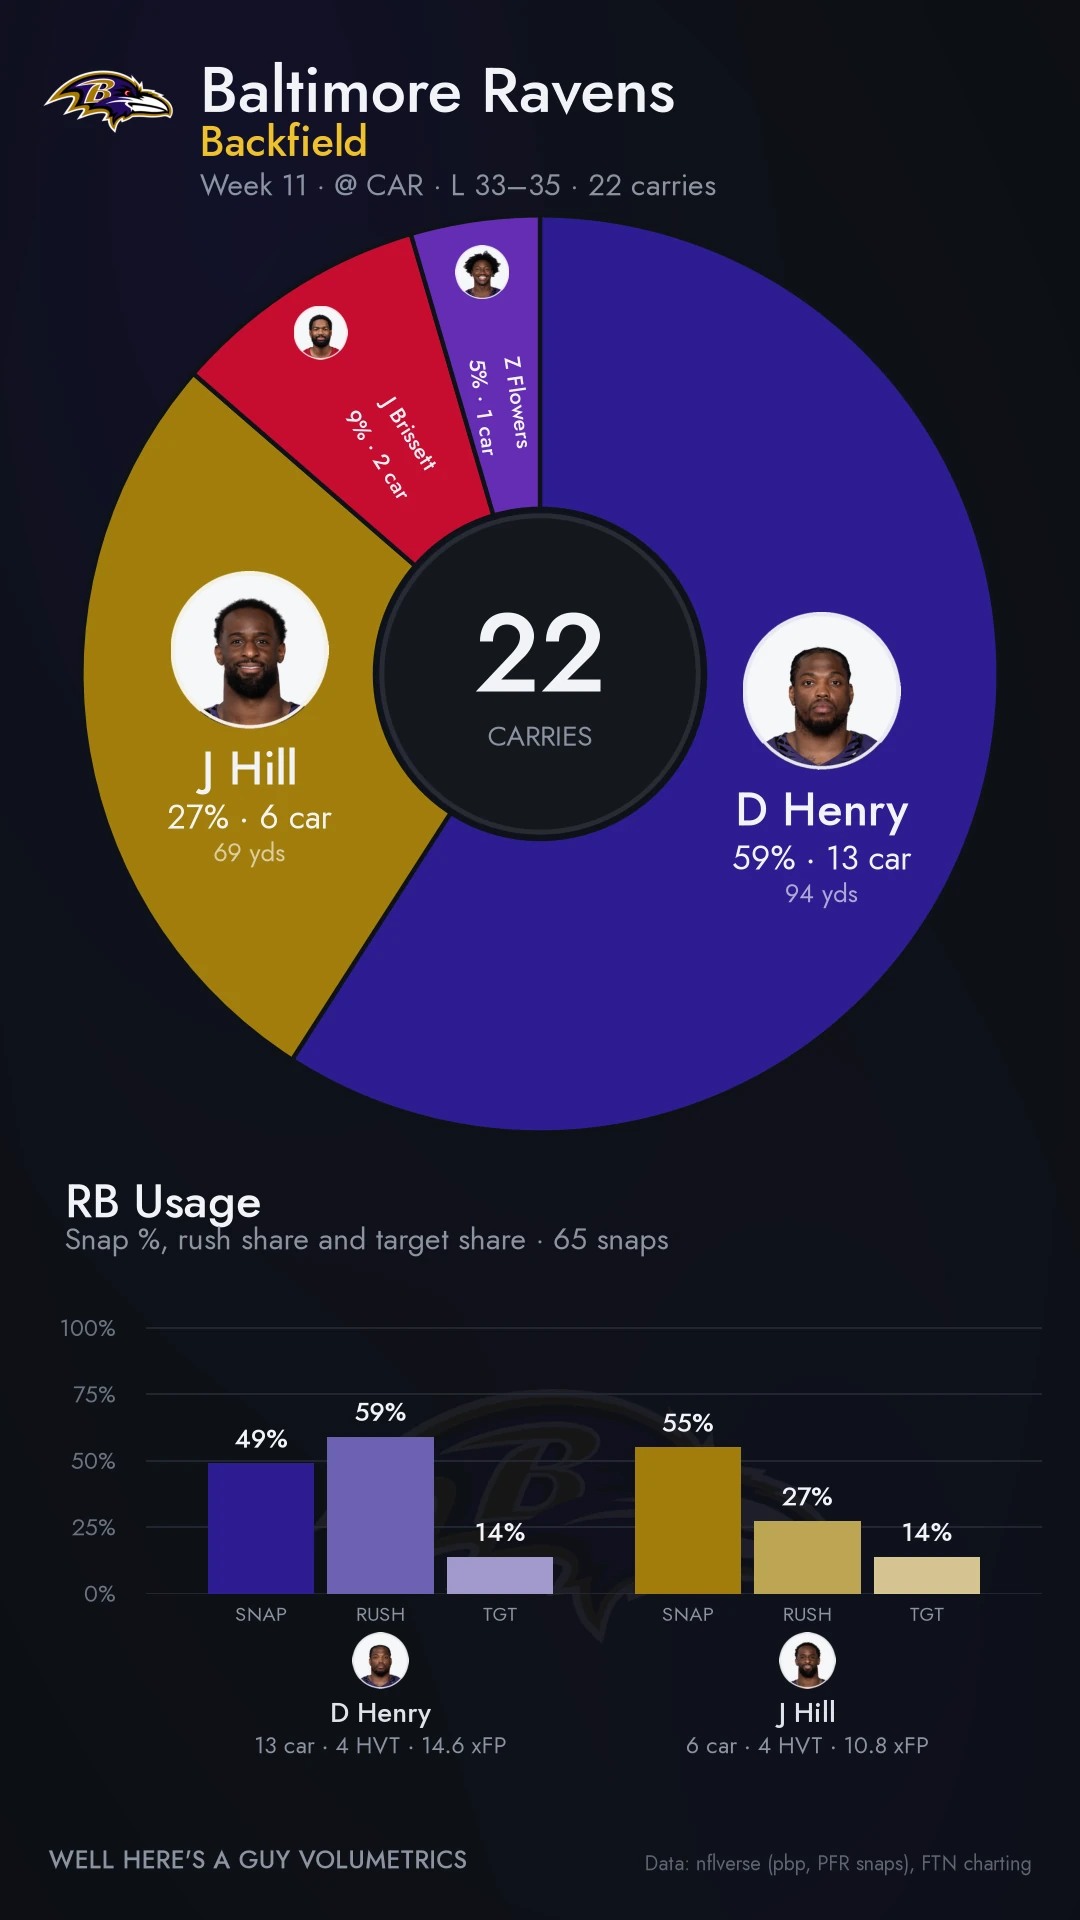 Baltimore Ravens
Backfield
Week 11 · @ CAR · L 33–35 · 22 carries
Z Flowers
5% · 1 car
J Brissett
9% · 2 car
J Hill
27% · 6 car
69 yds
22
CARRIES
D Henry
59% · 13 car
94 yds
RB Usage
Snap %, rush share and target share · 65 snaps
100%
75%
50%
25%
0%
49%
59%
14%
55%
27%
14%
SNAP RUSH TGT SNAP RUSH TGT
D Henry
13 car · 4 HVT · 14.6 xFP
J Hill
6 car · 4 HVT · 10.8 xFP
WELL HERE'S A GUY VOLUMETRICS
Data: nflverse (pbp, PFR snaps), FTN charting